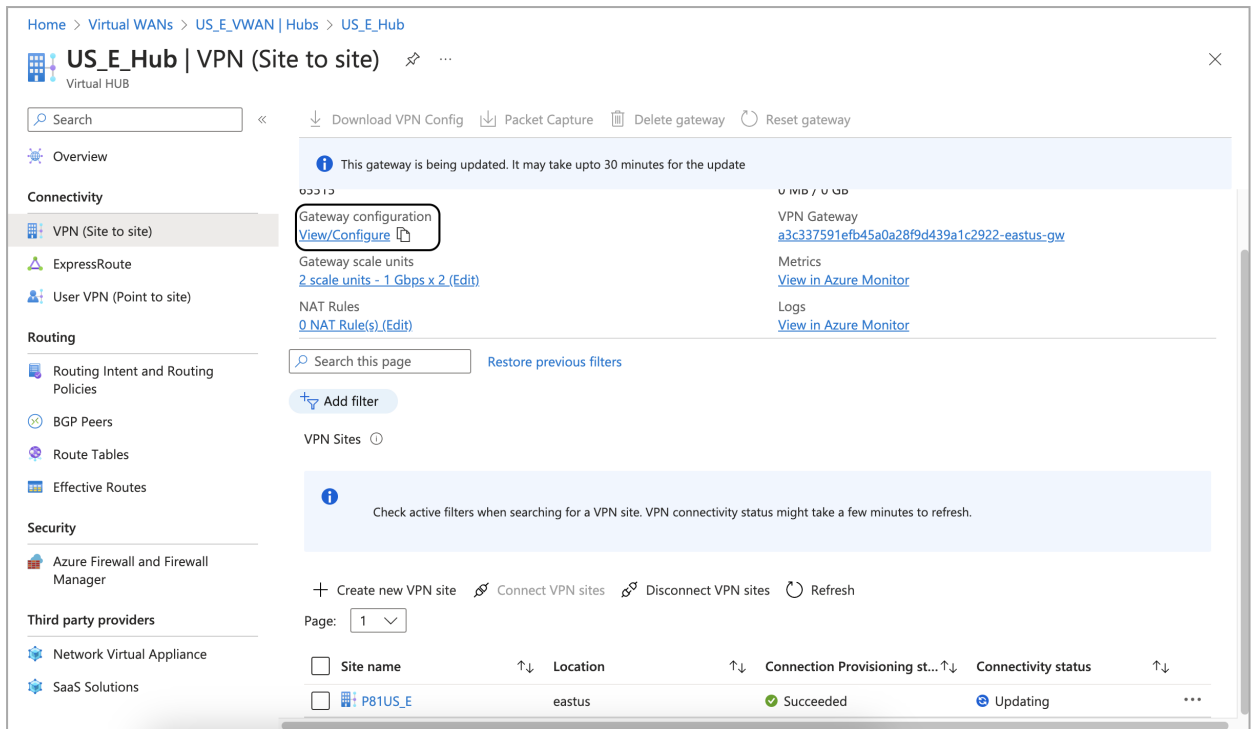 Home > Virtual WANs > US_E_VWAN | Hubs > US_E_Hub
US_E_Hub | VPN (Site to site)
...
Virtual HUB
Search
«
Overview
Connectivity
VPN (Site to site)
ExpressRoute
User VPN (Point to site)
Routing
Routing Intent and Routing
Policies
BGP Peers
Route Tables
Effective Routes
Security
Azure Firewall and Firewall
Manager
Third party providers
Network Virtual Appliance
SaaS Solutions
Download VPN Config Packet Capture Delete gateway Reset gateway
This gateway is being updated. It may take upto 30 minutes for the update
65515
0 MB / 0 GB
Gateway configuration
View/Configure
VPN Gateway
a3c337591efb45a0a28f9d439a1c2922-eastus-gw
Gateway scale units
2 scale units - 1 Gbps x 2 (Edit)
Metrics
View in Azure Monitor
NAT Rules
0 NAT Rule(s) (Edit)
Logs
View in Azure Monitor
Search this page Restore previous filters
Add filter
VPN Sites
Check active filters when searching for a VPN site. VPN connectivity status might take a few minutes to refresh.
Create new VPN site Connect VPN sites Disconnect VPN sites Refresh
Page: 1
Site name Location Connection Provisioning st... Connectivity status
P81US_E eastus Succeeded Updating ...